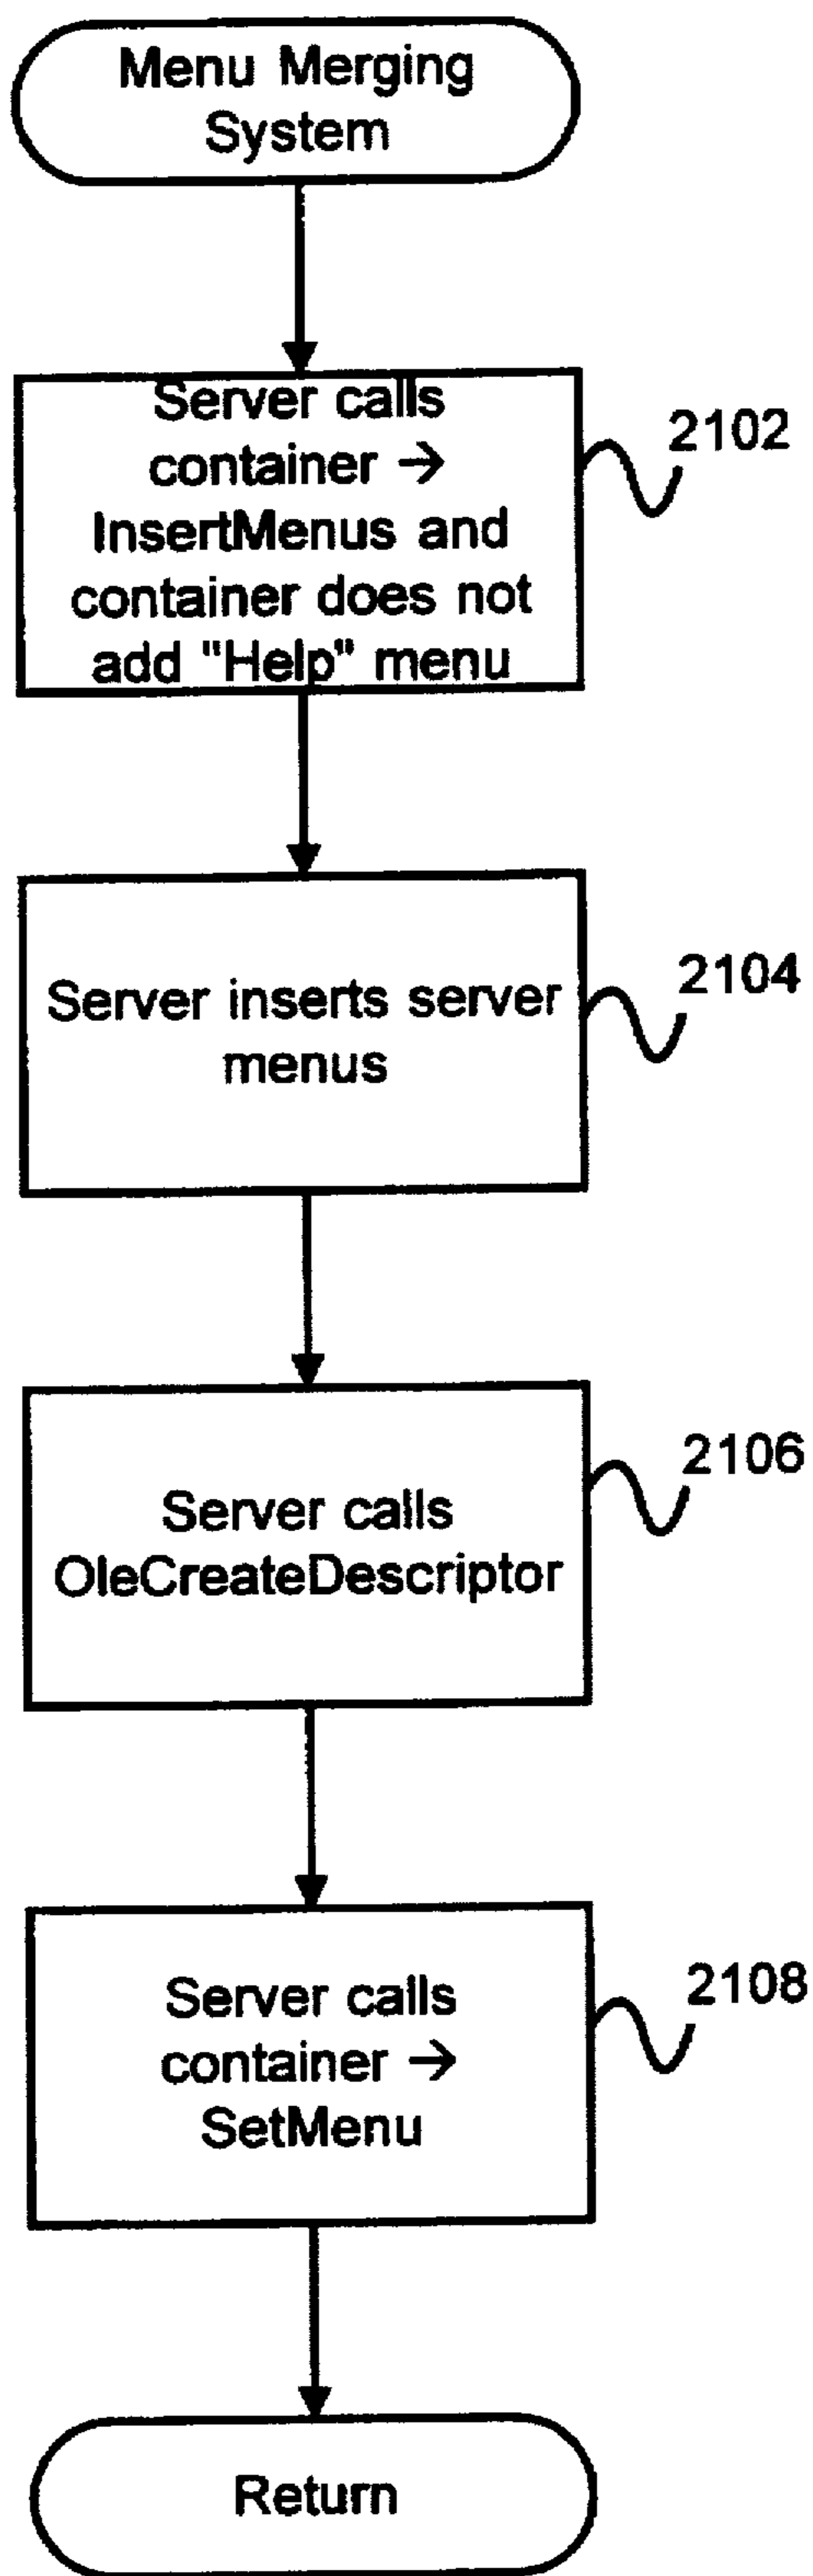 Menu Merging
System
Server calls
container →
InsertMenus and
container does not
add "Help" menu
2102
Server inserts server
menus
2104
Server calls
OleCreateDescriptor
2106
Server calls
container →
SetMenu
2108
Return